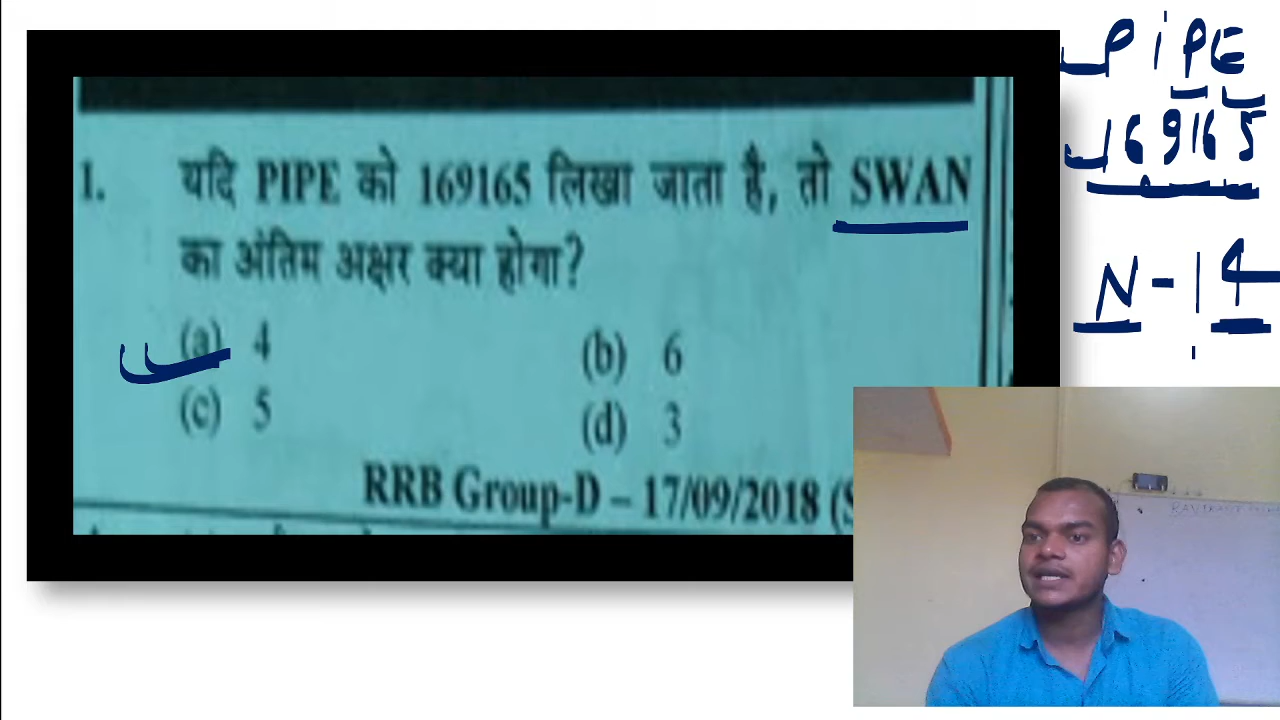 1. यदि PIPE को 169165 लिखा जाता है, तो SWAN
का अंतिम अक्षर क्या होगा?
(a) 4 (b) 6
(c) 5 (d) 3
RRB Group-D – 17/09/2018 (S
PIPE
169165
N-14